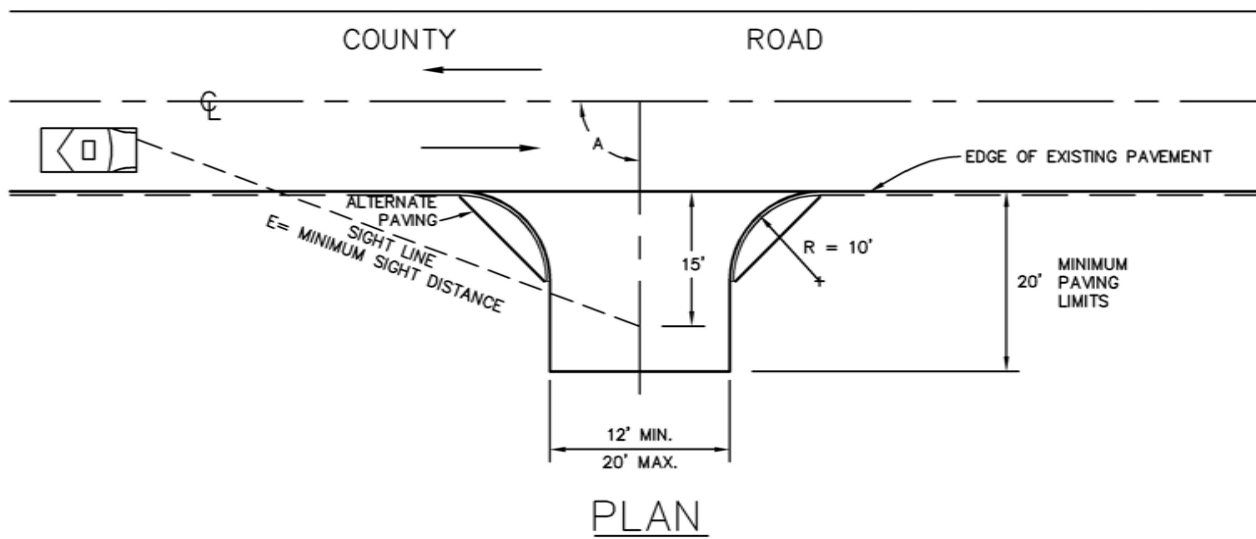 COUNTY ROAD
℄
A
EDGE OF EXISTING PAVEMENT
ALTERNATE
PAVING
SIGHT LINE
E= MINIMUM SIGHT DISTANCE
15'
R = 10'
20' MINIMUM
PAVING
LIMITS
12' MIN.
20' MAX.
PLAN